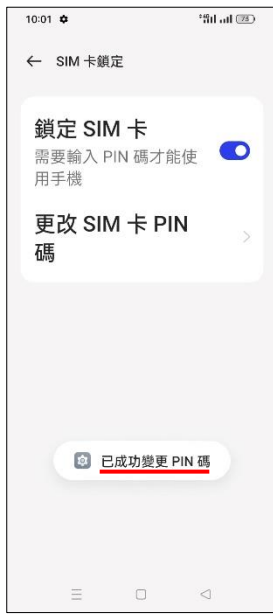 10:01
← SIM 卡鎖定
鎖定 SIM 卡
需要輸入 PIN 碼才能使
用手機
更改 SIM 卡 PIN
碼
已成功變更 PIN 碼